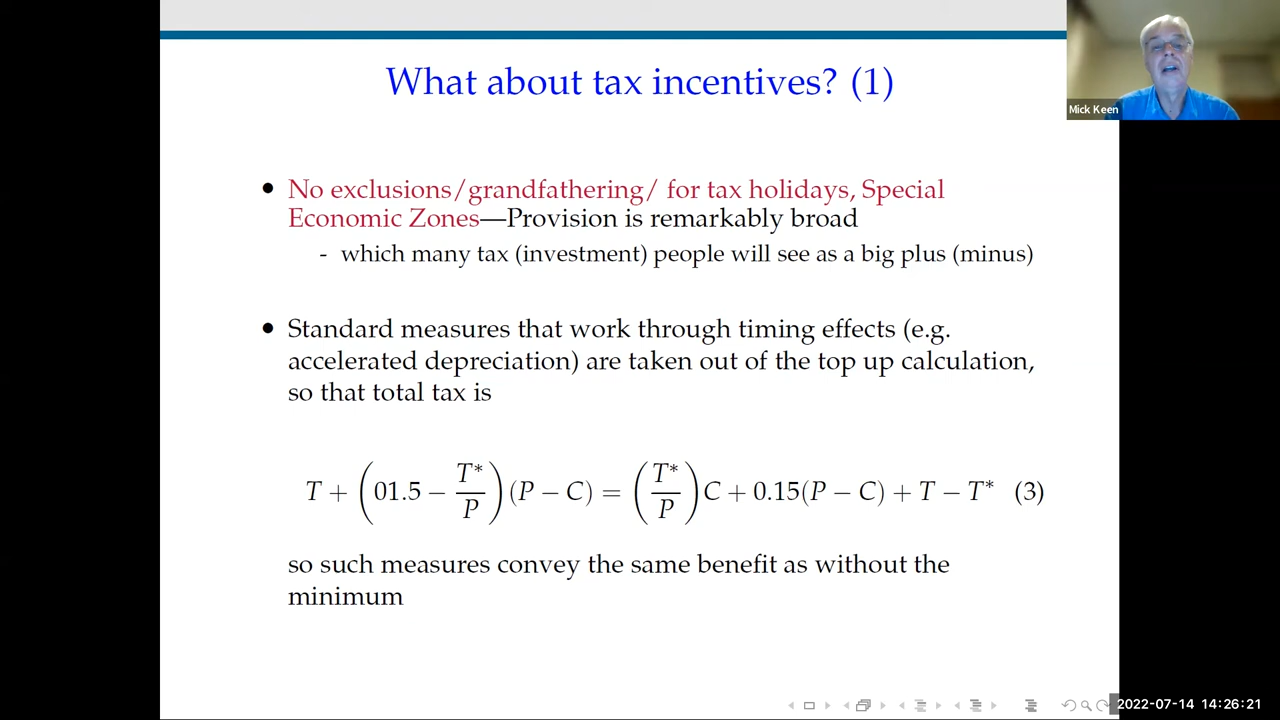 What about tax incentives? (1)
Mick Keen
• No exclusions/grandfathering/ for tax holidays, Special
Economic Zones—Provision is remarkably broad
- which many tax (investment) people will see as a big plus (minus)
• Standard measures that work through timing effects (e.g.
accelerated depreciation) are taken out of the top up calculation,
so that total tax is
T + (01.5 − T*/P) (P − C) = (T*/P) C + 0.15(P − C) + T − T* (3)
so such measures convey the same benefit as without the
minimum
2022-07-14 14:26:21